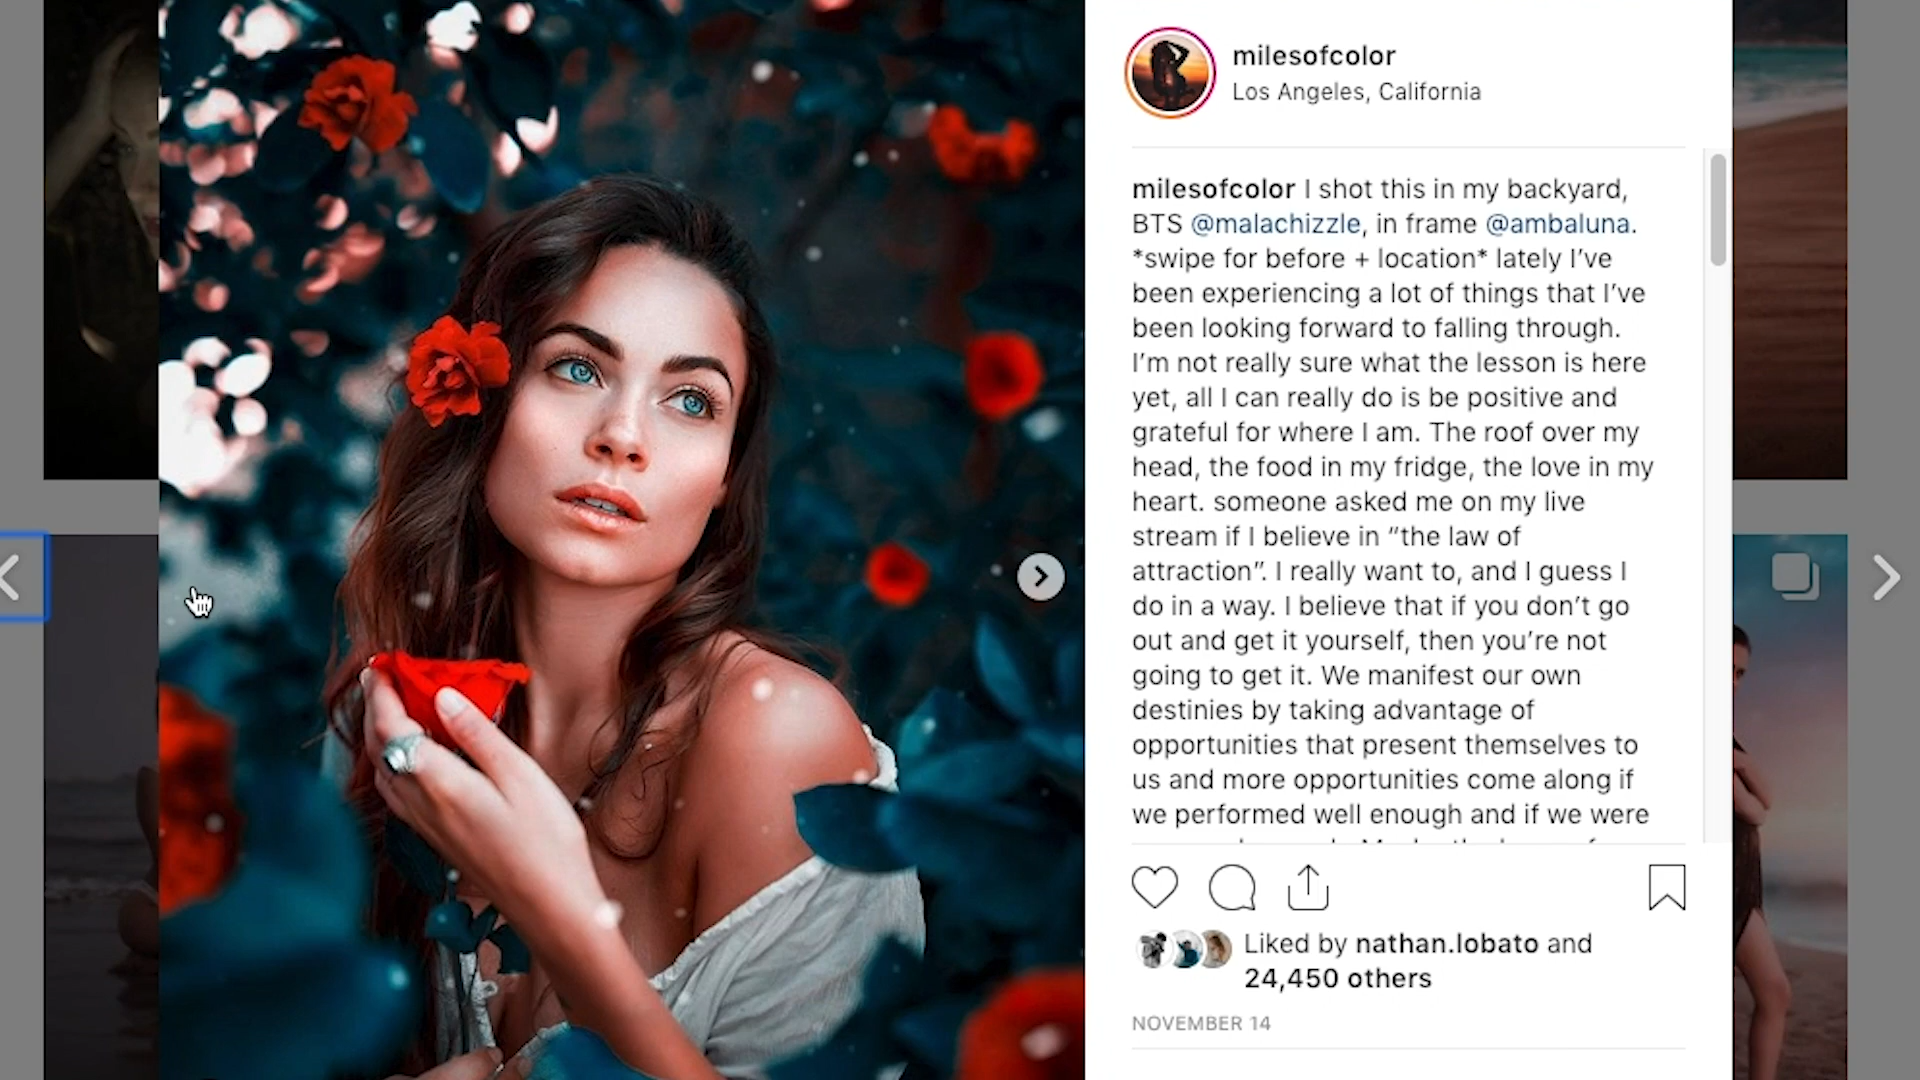 milesofcolor
Los Angeles, California
milesofcolor I shot this in my backyard,
BTS @malachizzle, in frame @ambaluna.
*swipe for before + location* lately I’ve
been experiencing a lot of things that I’ve
been looking forward to falling through.
I’m not really sure what the lesson is here
yet, all I can really do is be positive and
grateful for where I am. The roof over my
head, the food in my fridge, the love in my
heart. someone asked me on my live
stream if I believe in “the law of
attraction”. I really want to, and I guess I
do in a way. I believe that if you don’t go
out and get it yourself, then you’re not
going to get it. We manifest our own
destinies by taking advantage of
opportunities that present themselves to
us and more opportunities come along if
we performed well enough and if we were
Liked by nathan.lobato and
24,450 others
NOVEMBER 14